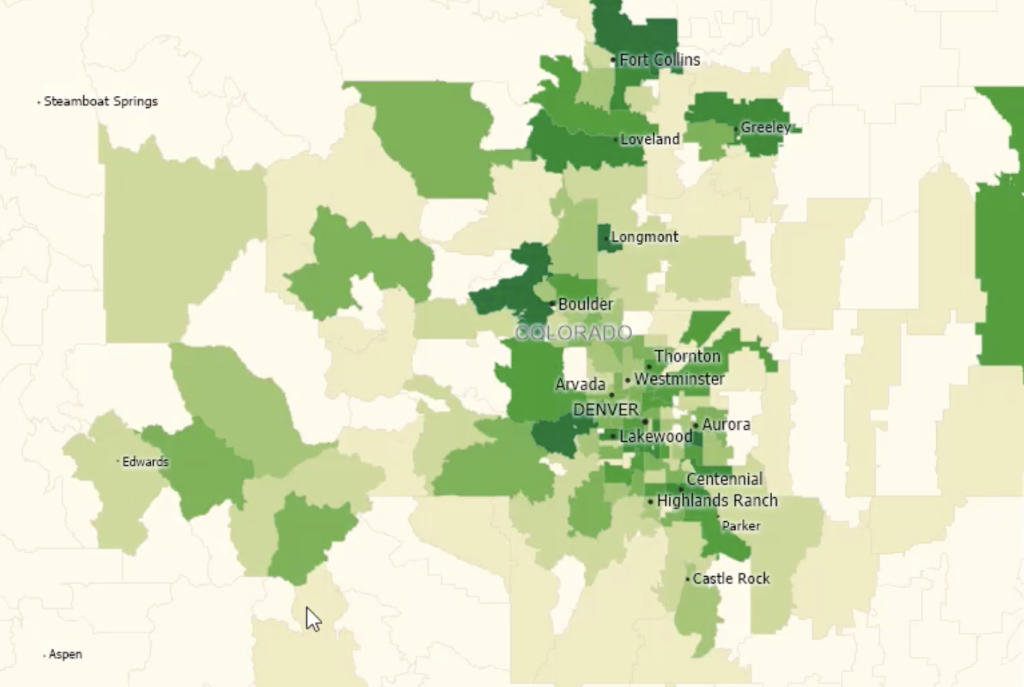 Fort Collins
Steamboat Springs
Greeley
Loveland
Longmont
Boulder
COLORADO
Thornton
Westminster
Arvada
DENVER
Aurora
Lakewood
Edwards
Centennial
Highlands Ranch
Parker
Castle Rock
Aspen